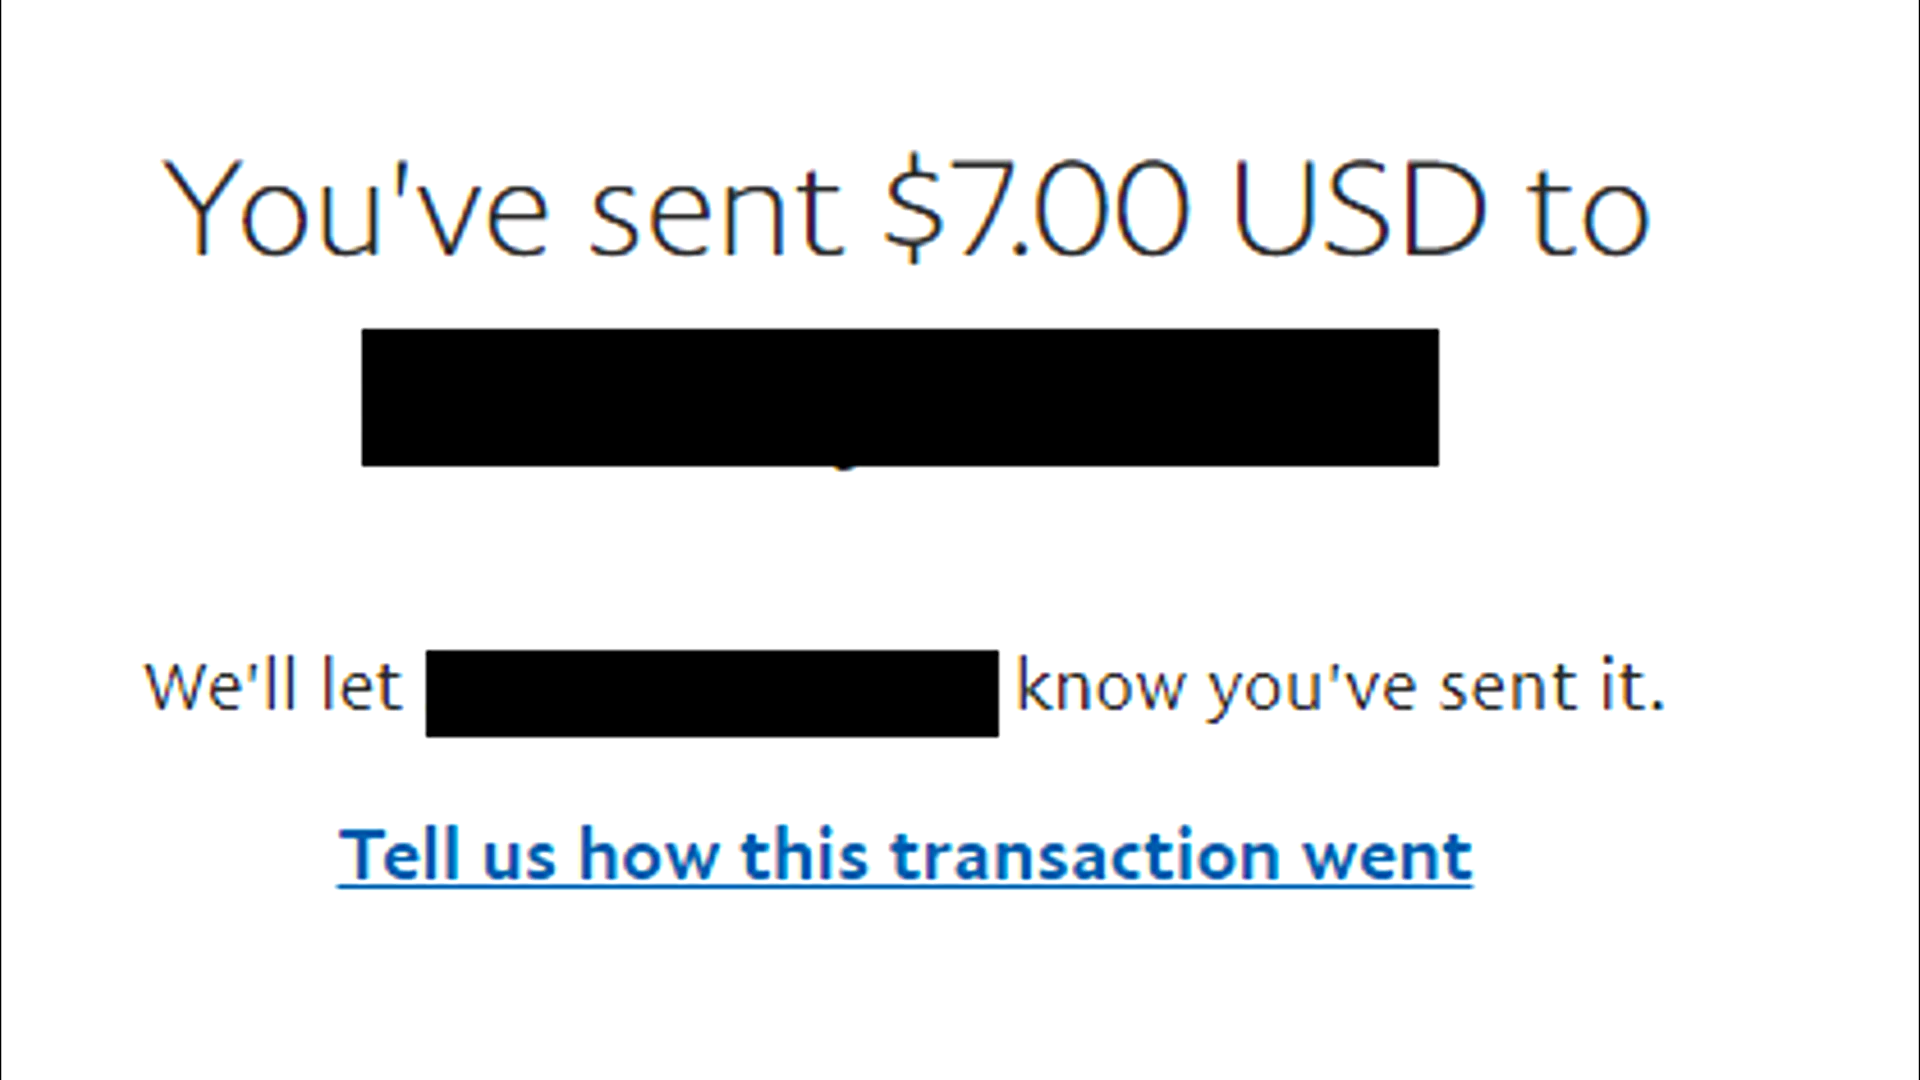 You've sent $7.00 USD to
We'll let know you've sent it.
Tell us how this transaction went